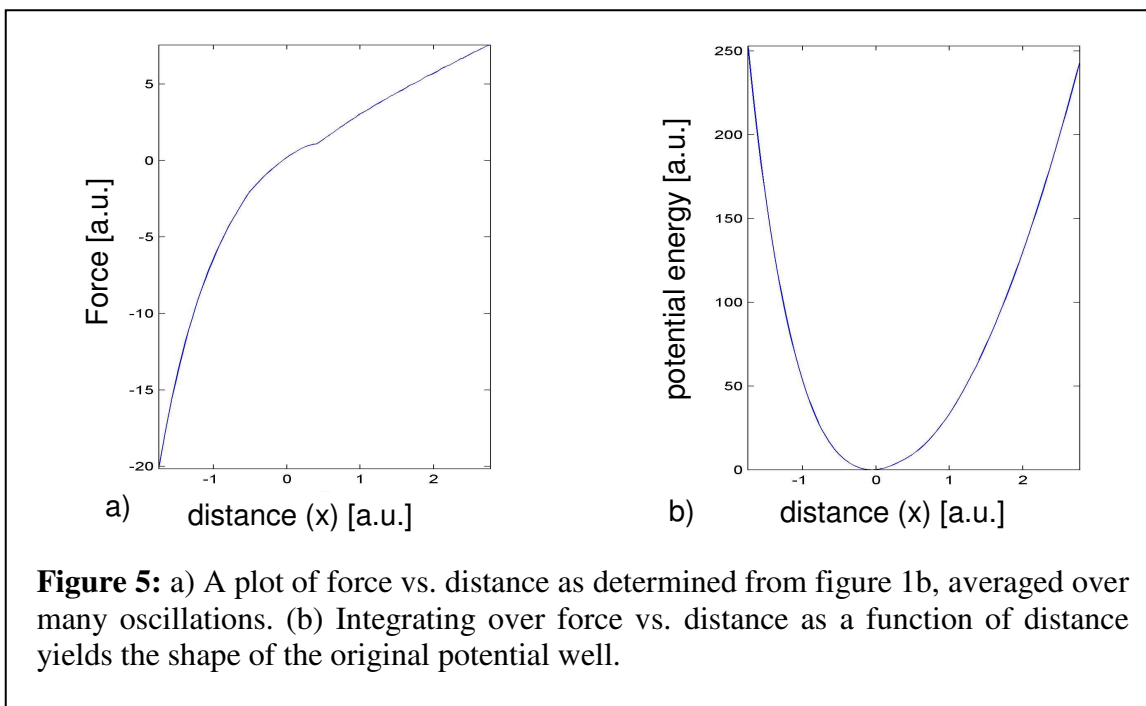 5
0
-5
-10
-15
-20
-1
0
1
2
Force [a.u.]
a)
distance (x) [a.u.]
250
200
150
100
50
0
-1
0
1
2
potential energy [a.u.]
b)
distance (x) [a.u.]
Figure 5: a) A plot of force vs. distance as determined from figure 1b, averaged over
many oscillations. (b) Integrating over force vs. distance as a function of distance
yields the shape of the original potential well.